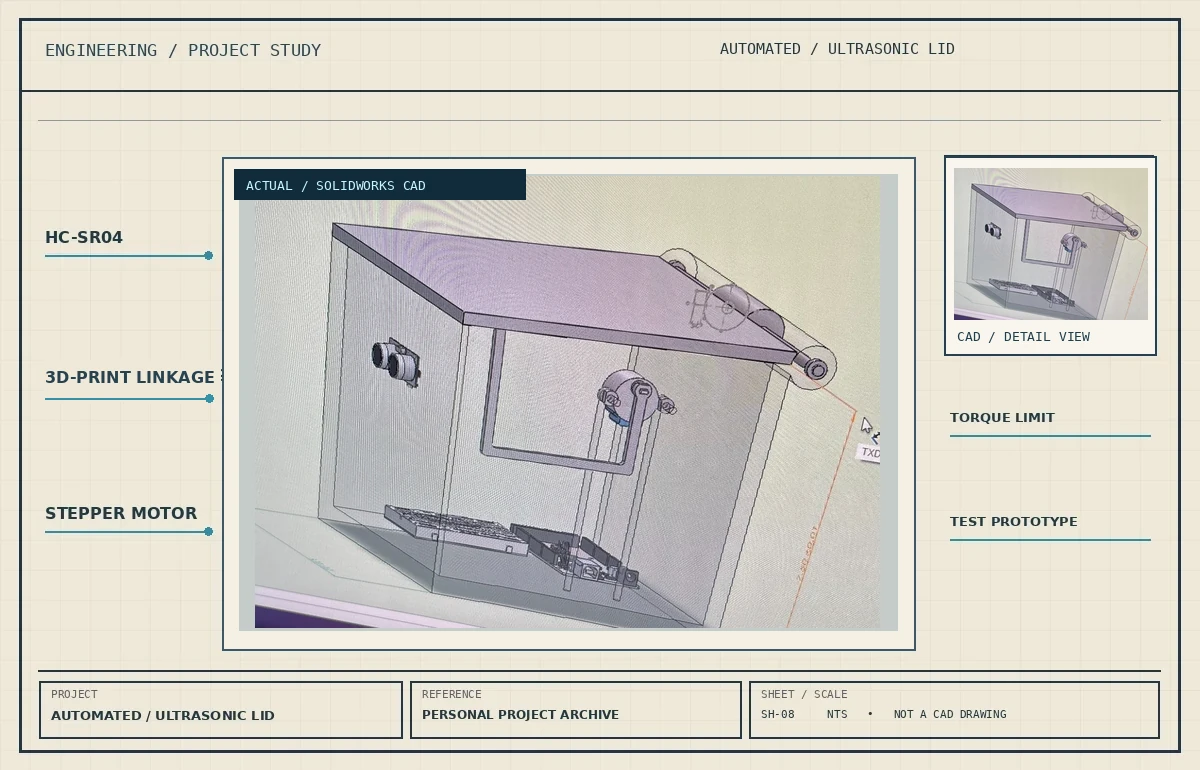 ENGINEERING / PROJECT STUDY
AUTOMATED / ULTRASONIC LID
ACTUAL / SOLIDWORKS CAD
HC-SR04
3D-PRINT LINKAGE
STEPPER MOTOR
TXD
CAD / DETAIL VIEW
TORQUE LIMIT
TEST PROTOTYPE
PROJECT
AUTOMATED / ULTRASONIC LID
REFERENCE
PERSONAL PROJECT ARCHIVE
SHEET / SCALE
SH-08 NTS • NOT A CAD DRAWING